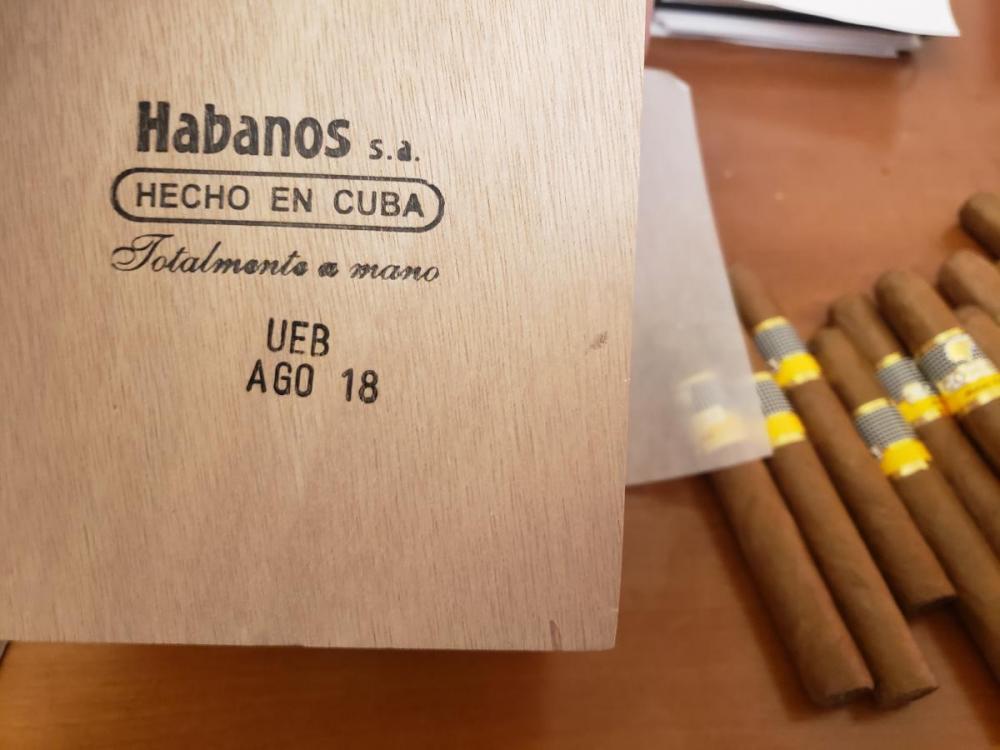 Habanos s.a.
HECHO EN CUBA
Totalmente a mano
UEB
AGO 18